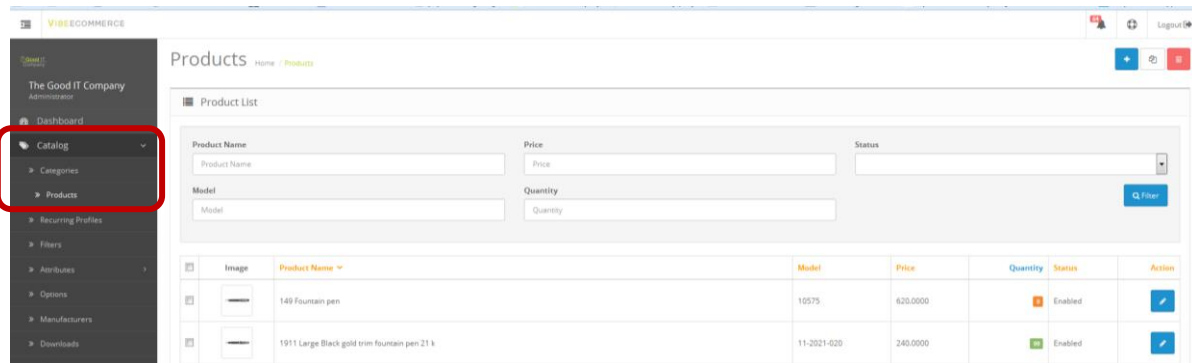 VIBEECOMMERCE
Logout
The Good IT Company
Administrator
Products Home / Products
Dashboard
Product List
Catalog
Product Name Price Status
Product Name Price
Categories
Products
Model Quantity
Filter
Model Quantity
Recurring Profiles
Filters
Attributes
Image Product Name Model Price Quantity Status Action
Options
149 Fountain pen 10575 620.0000 Enabled
Manufacturers
Downloads
1911 Large Black gold trim fountain pen 21 k 11-2021-020 240.0000 Enabled